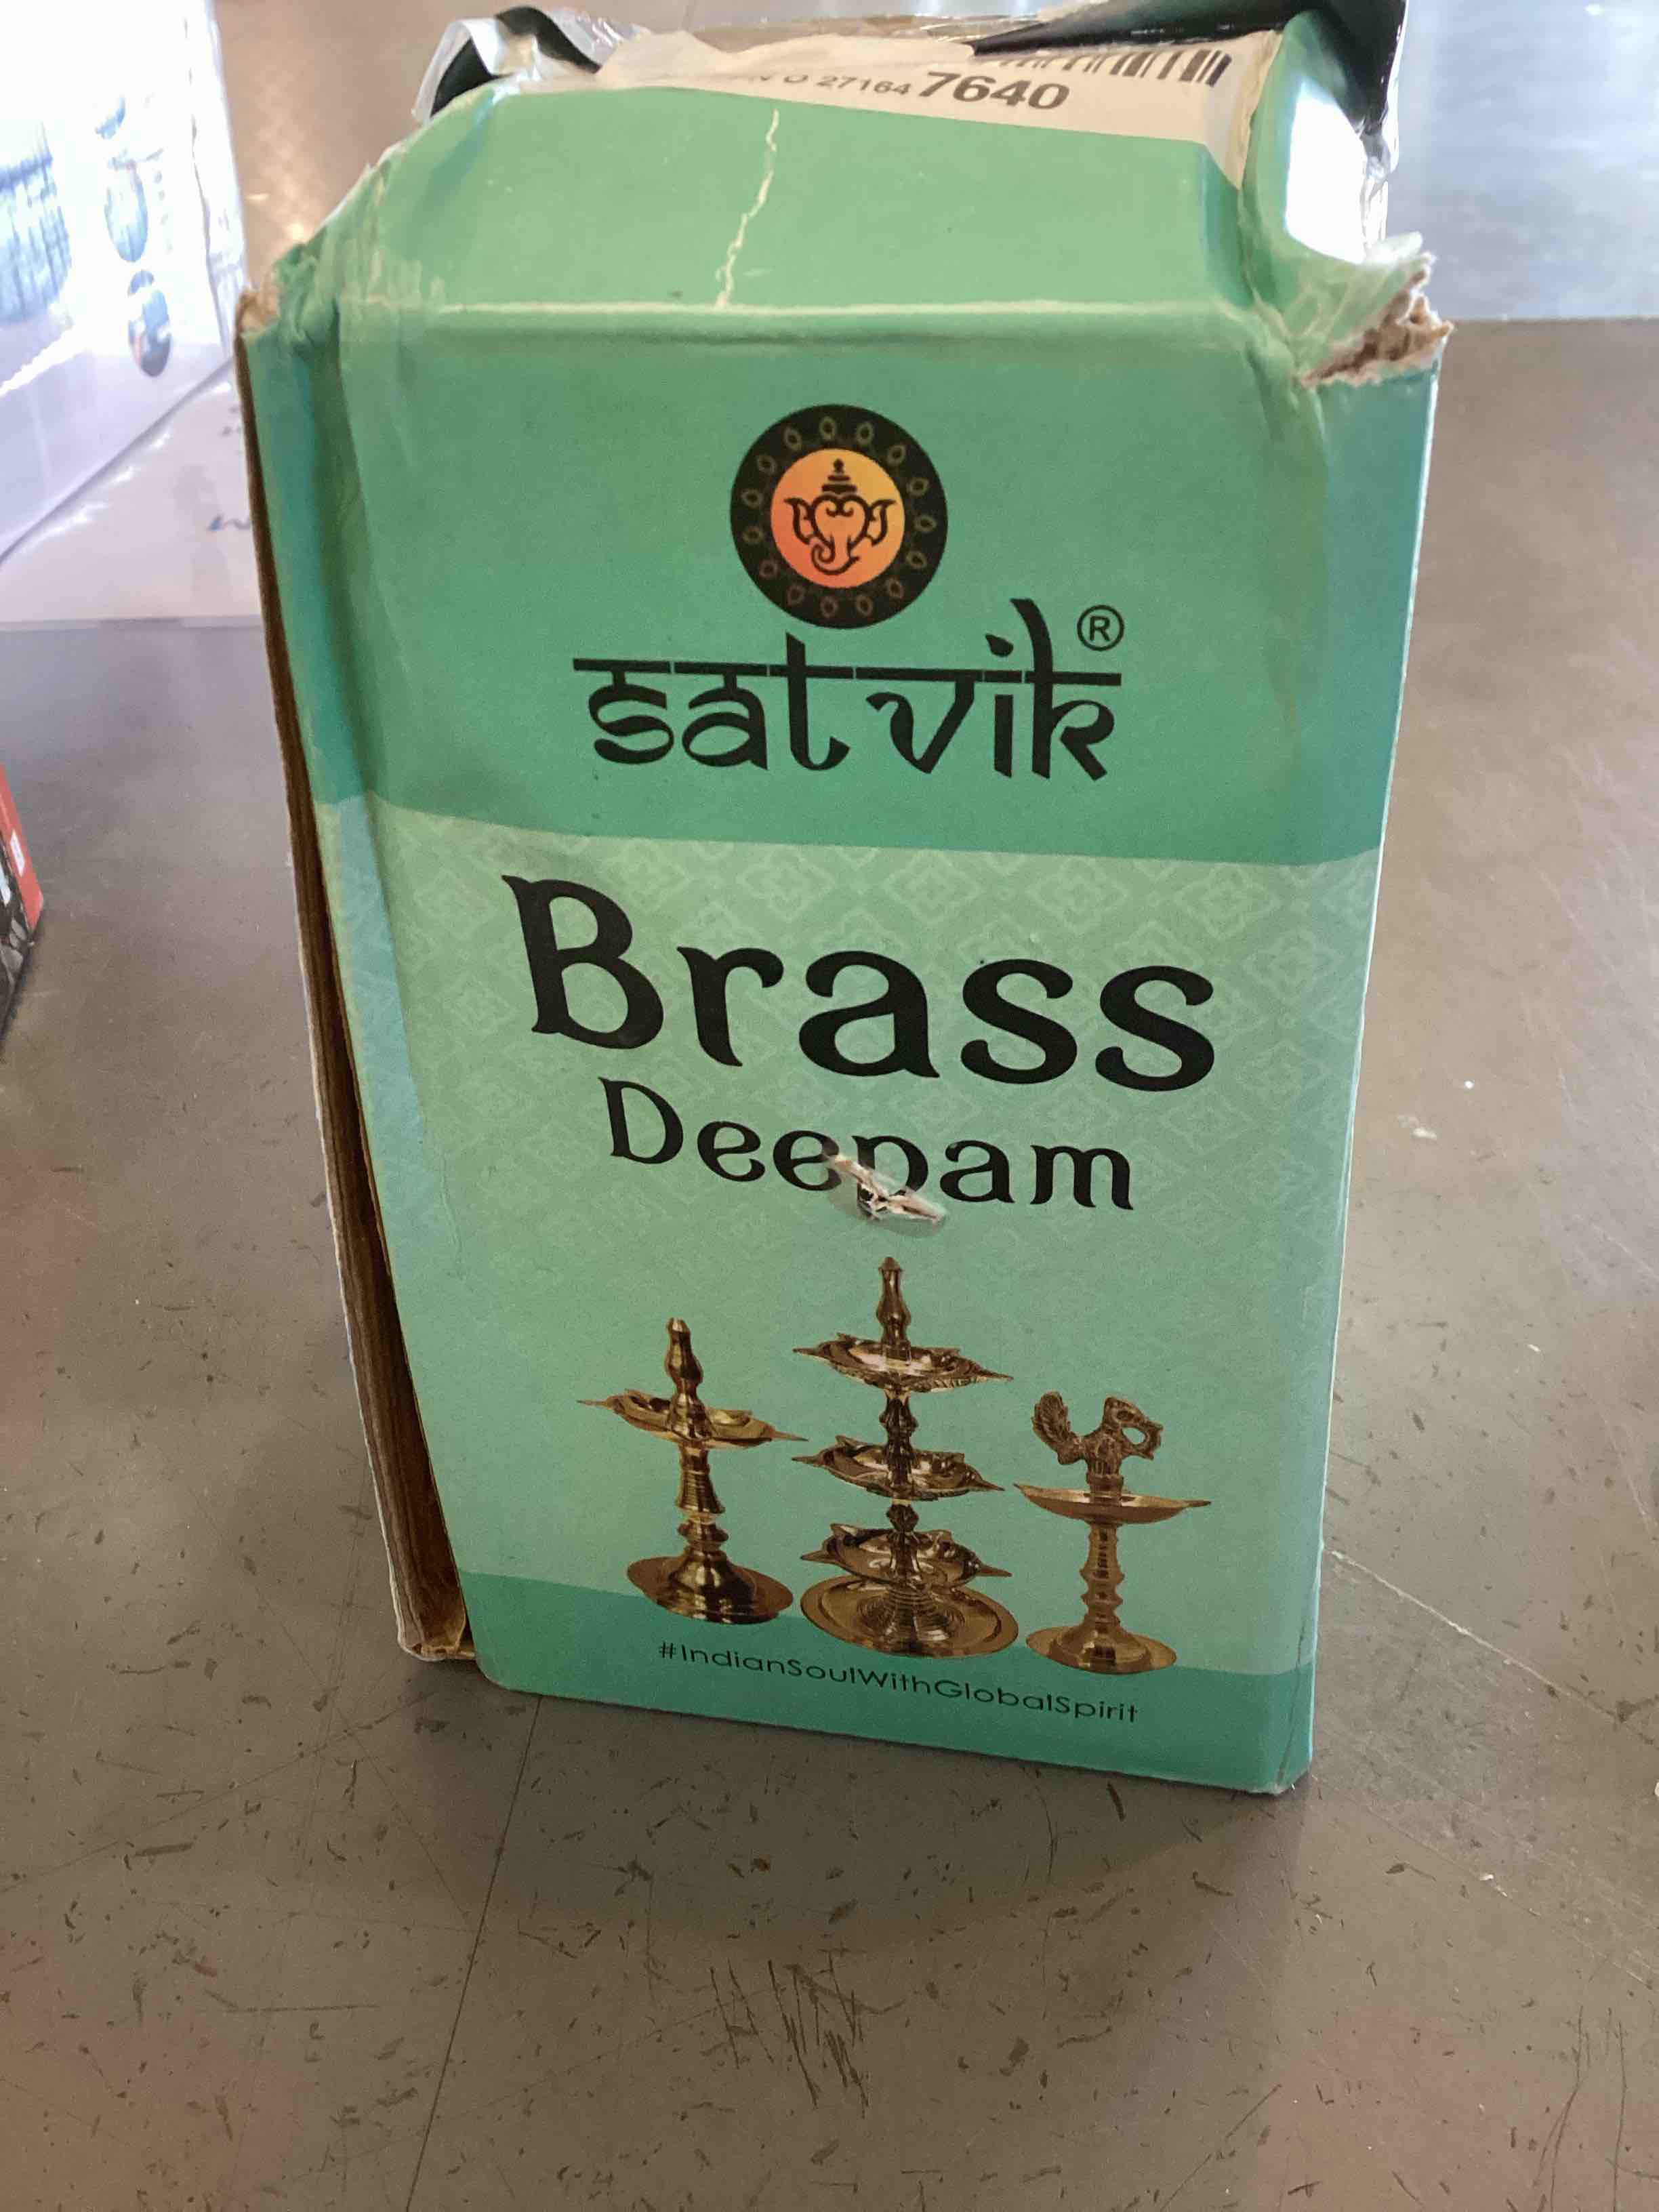 27164 7640
satvik®
Brass
Deepam
#IndianSoulWithGlobalSpirit